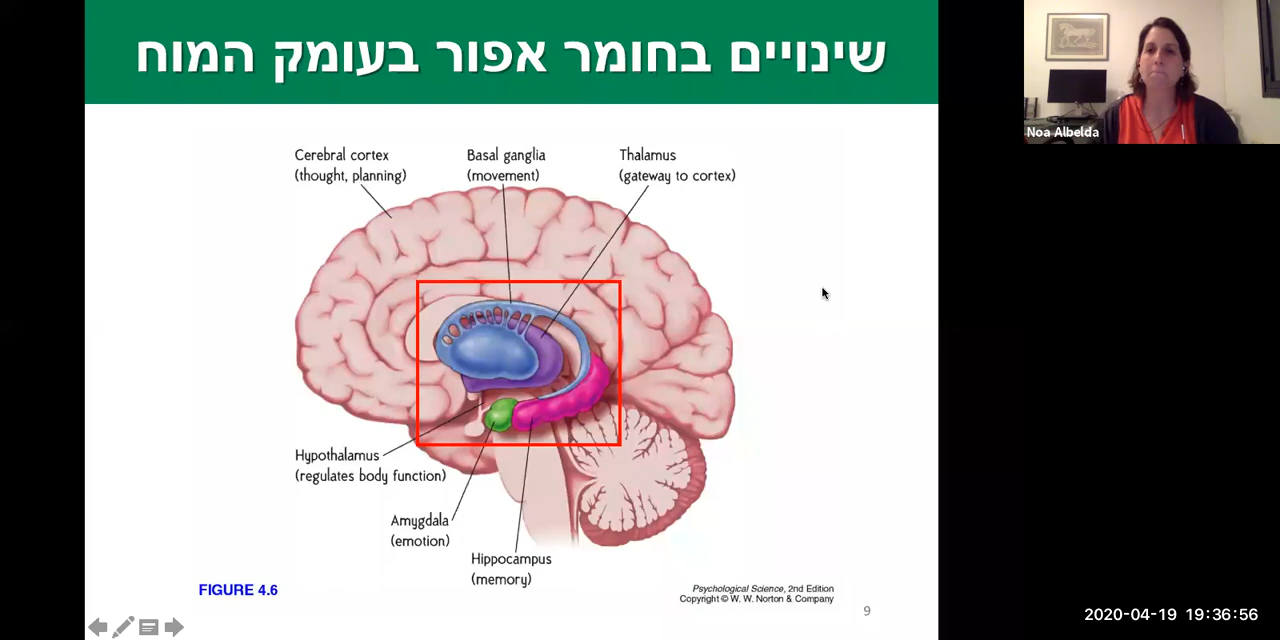 שינויים בחומר אפור בעומק המוח
Noa Albelda
Cerebral cortex
(thought, planning)
Basal ganglia
(movement)
Thalamus
(gateway to cortex)
Hypothalamus
(regulates body function)
Amygdala
(emotion)
Hippocampus
(memory)
FIGURE 4.6
Psychological Science, 2nd Edition
Copyright © W. W. Norton & Company
9
2020-04-19 19:36:56